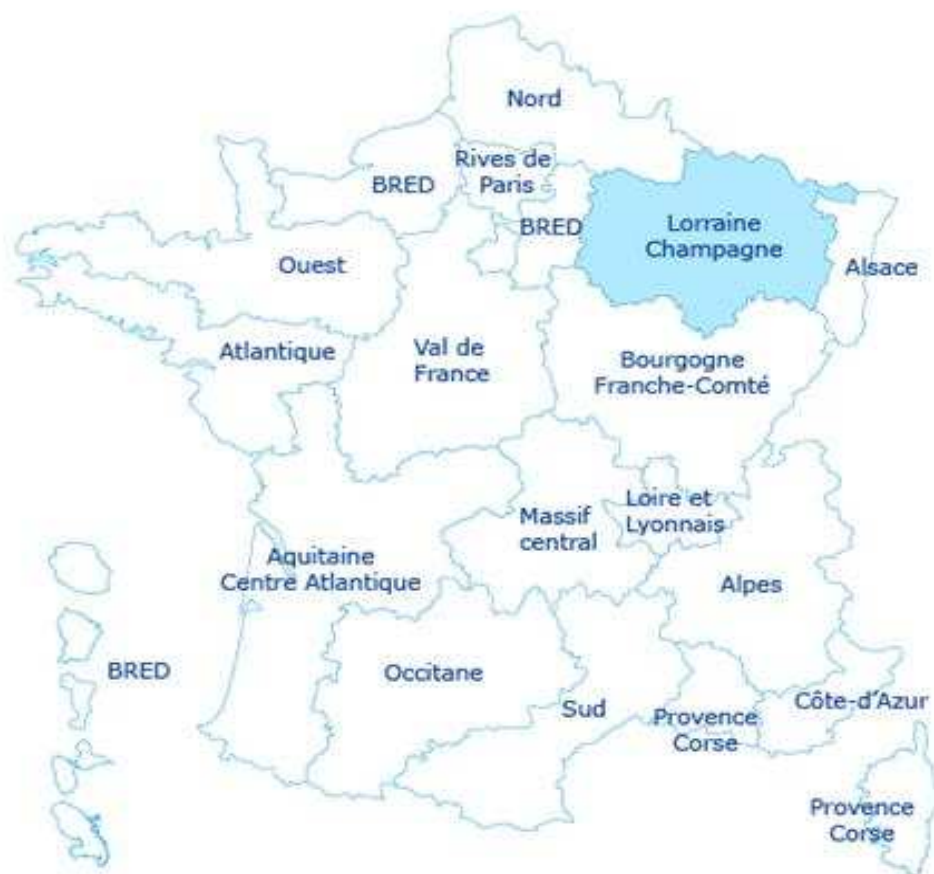 Nord
Rives de
Paris
BRED
BRED
Lorraine
Champagne
Alsace
Ouest
Atlantique
Val de
France
Bourgogne
Franche-Comté
Massif
central
Loire et
Lyonnais
Aquitaine
Centre Atlantique
Alpes
BRED
Occitane
Sud
Provence
Corse
Côte-d'Azur
Provence
Corse